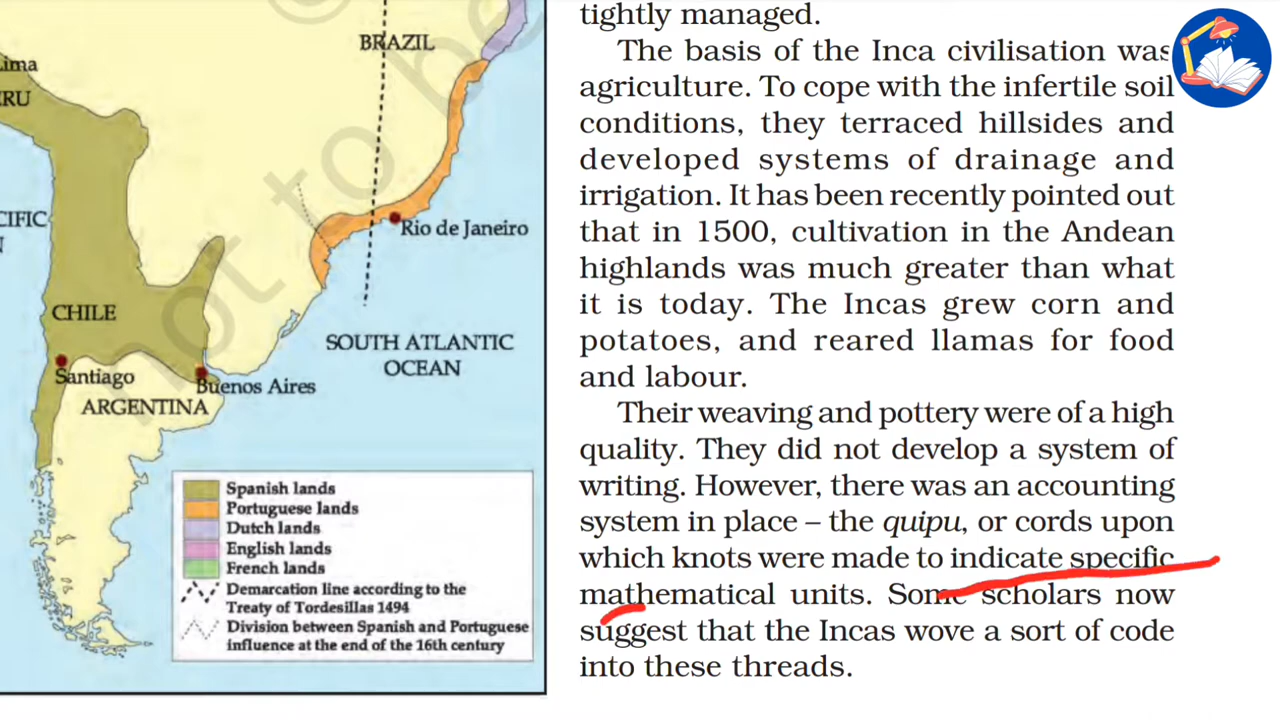 BRAZIL
Lima
RU
CIFIC
N
Rio de Janeiro
CHILE
SOUTH ATLANTIC
OCEAN
Santiago
Buenos Aires
ARGENTINA
Spanish lands
Portuguese lands
Dutch lands
English lands
French lands
Demarcation line according to the
Treaty of Tordesillas 1494
Division between Spanish and Portuguese
influence at the end of the 16th century
not to be
tightly managed.
The basis of the Inca civilisation was
agriculture. To cope with the infertile soil
conditions, they terraced hillsides and
developed systems of drainage and
irrigation. It has been recently pointed out
that in 1500, cultivation in the Andean
highlands was much greater than what
it is today. The Incas grew corn and
potatoes, and reared llamas for food
and labour.
Their weaving and pottery were of a high
quality. They did not develop a system of
writing. However, there was an accounting
system in place – the quipu, or cords upon
which knots were made to indicate specific
mathematical units. Some scholars now
suggest that the Incas wove a sort of code
into these threads.